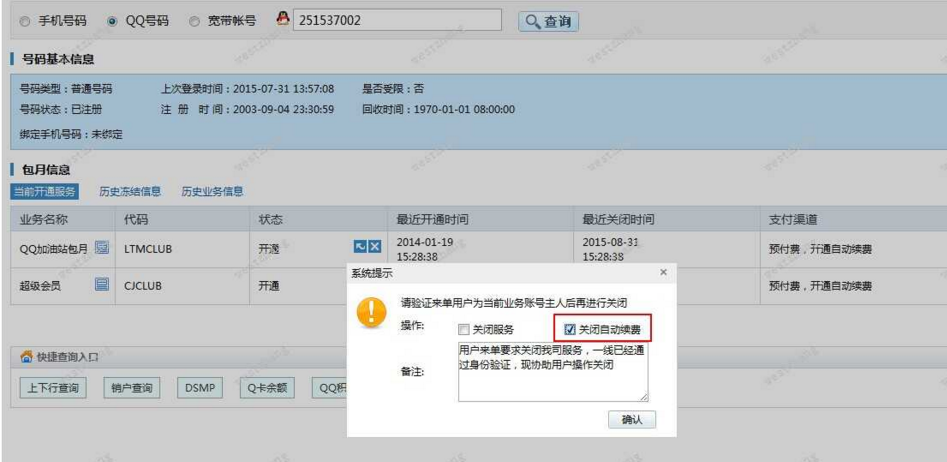 手机号码 QQ号码 宽带帐号 251537002 查询
号码基本信息
号码类型：普通号码 上次登录时间：2015-07-31 13:57:08 是否受限：否
号码状态：已注册 注 册 时 间：2003-09-04 23:30:59 回收时间：1970-01-01 08:00:00
绑定手机号码：未绑定
包月信息
当前开通服务 历史冻结信息 历史业务信息
业务名称 代码 状态 最近开通时间 最近关闭时间 支付渠道
QQ加油站包月 LTMCLUB 开通 2014-01-19 15:28:38 2015-08-31 15:28:38 预付费，开通自动续费
超级会员 CJCLUB 开通 预付费，开通自动续费
系统提示
请验证来单用户为当前业务账号主人后再进行关闭
操作: 关闭服务 关闭自动续费
用户来单要求关闭我司服务，一线已经通
过身份验证，现协助用户操作关闭
备注:
确认
快捷查询入口
上下行查询 销户查询 DSMP Q卡余额 QQ积